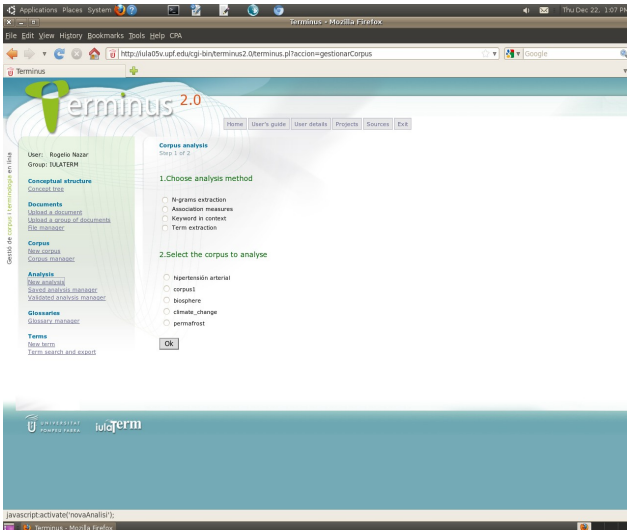 Applications Places System
Thu Dec 22, 1:07 PM
Terminus - Mozilla Firefox
File Edit View History Bookmarks Tools Help CPA
http://iula05v.upf.edu/cgi-bin/terminus2.0/terminus.pl?accion=gestionarCorpus
Google
Terminus
Terminus 2.0
Home User's guide User details Projects Sources Exit
Gestió de corpus i terminologia en línia
User: Rogelio Nazar
Group: IULATERM
Conceptual structure
Concept tree
Documents
Upload a document
Upload a group of documents
File manager
Corpus
New corpus
Corpus manager
Analysis
New analysis
Saved analysis manager
Validated analysis manager
Glossaries
Glossary manager
Terms
New term
Term search and export
Corpus analysis
Step 1 of 2
1.Choose analysis method
N-grams extraction
Association measures
Keyword in context
Term extraction
2.Select the corpus to analyse
hipertensión arterial
corpus1
biosphere
climate_change
permafrost
Ok
UNIVERSITAT
POMPEU FABRA
iulaTerm
javascript:activate('novaAnalisi');
Terminus - Mozilla Firefox